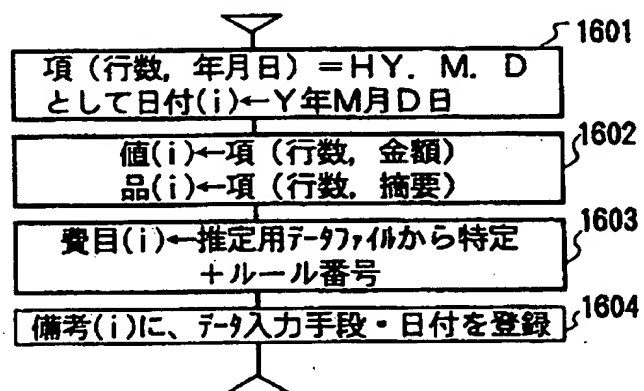 1601
項（行数，年月日）＝HY．M．D
として日付(i)←Y年M月D日
1602
値(i)←項（行数，金額）
品(i)←項（行数，摘要）
1603
費目(i)←推定用ﾃﾞｰﾀﾌｧｲﾙから特定
＋ルール番号
1604
備考(i)に、ﾃﾞｰﾀ入力手段・日付を登録